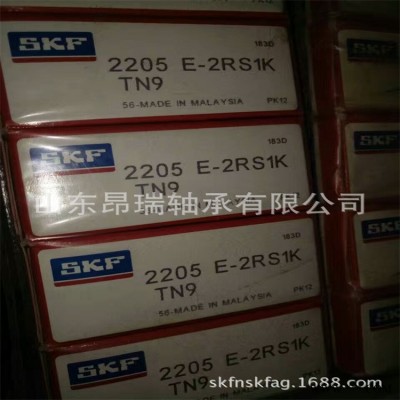 183D
SKF
2205 E-2RS1K
TN9
56-MADE IN MALAYSIA
PK12
183D
SKF
2205 E-2RS1K
TN9
山东昂瑞轴承有限公司
183D
SKF
2205 E-2RS1K
TN9
56-MADE IN MALAYSIA
PK12
SKF
2205 E-2RS1K
TN9
skfnskfag.1688.com